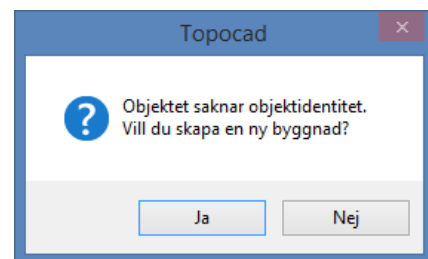 Topocad
Objektet saknar objektidentitet.
Vill du skapa en ny byggnad?
Ja
Nej